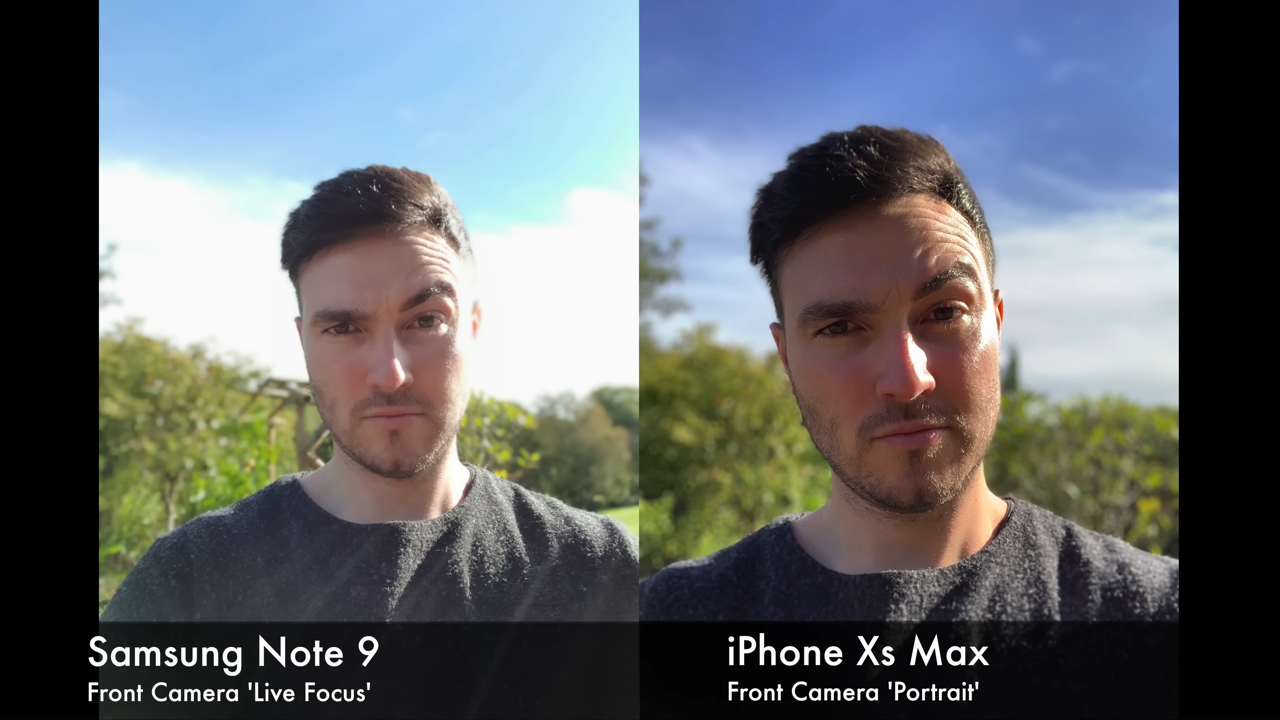 Samsung Note 9
Front Camera 'Live Focus'
iPhone Xs Max
Front Camera 'Portrait'